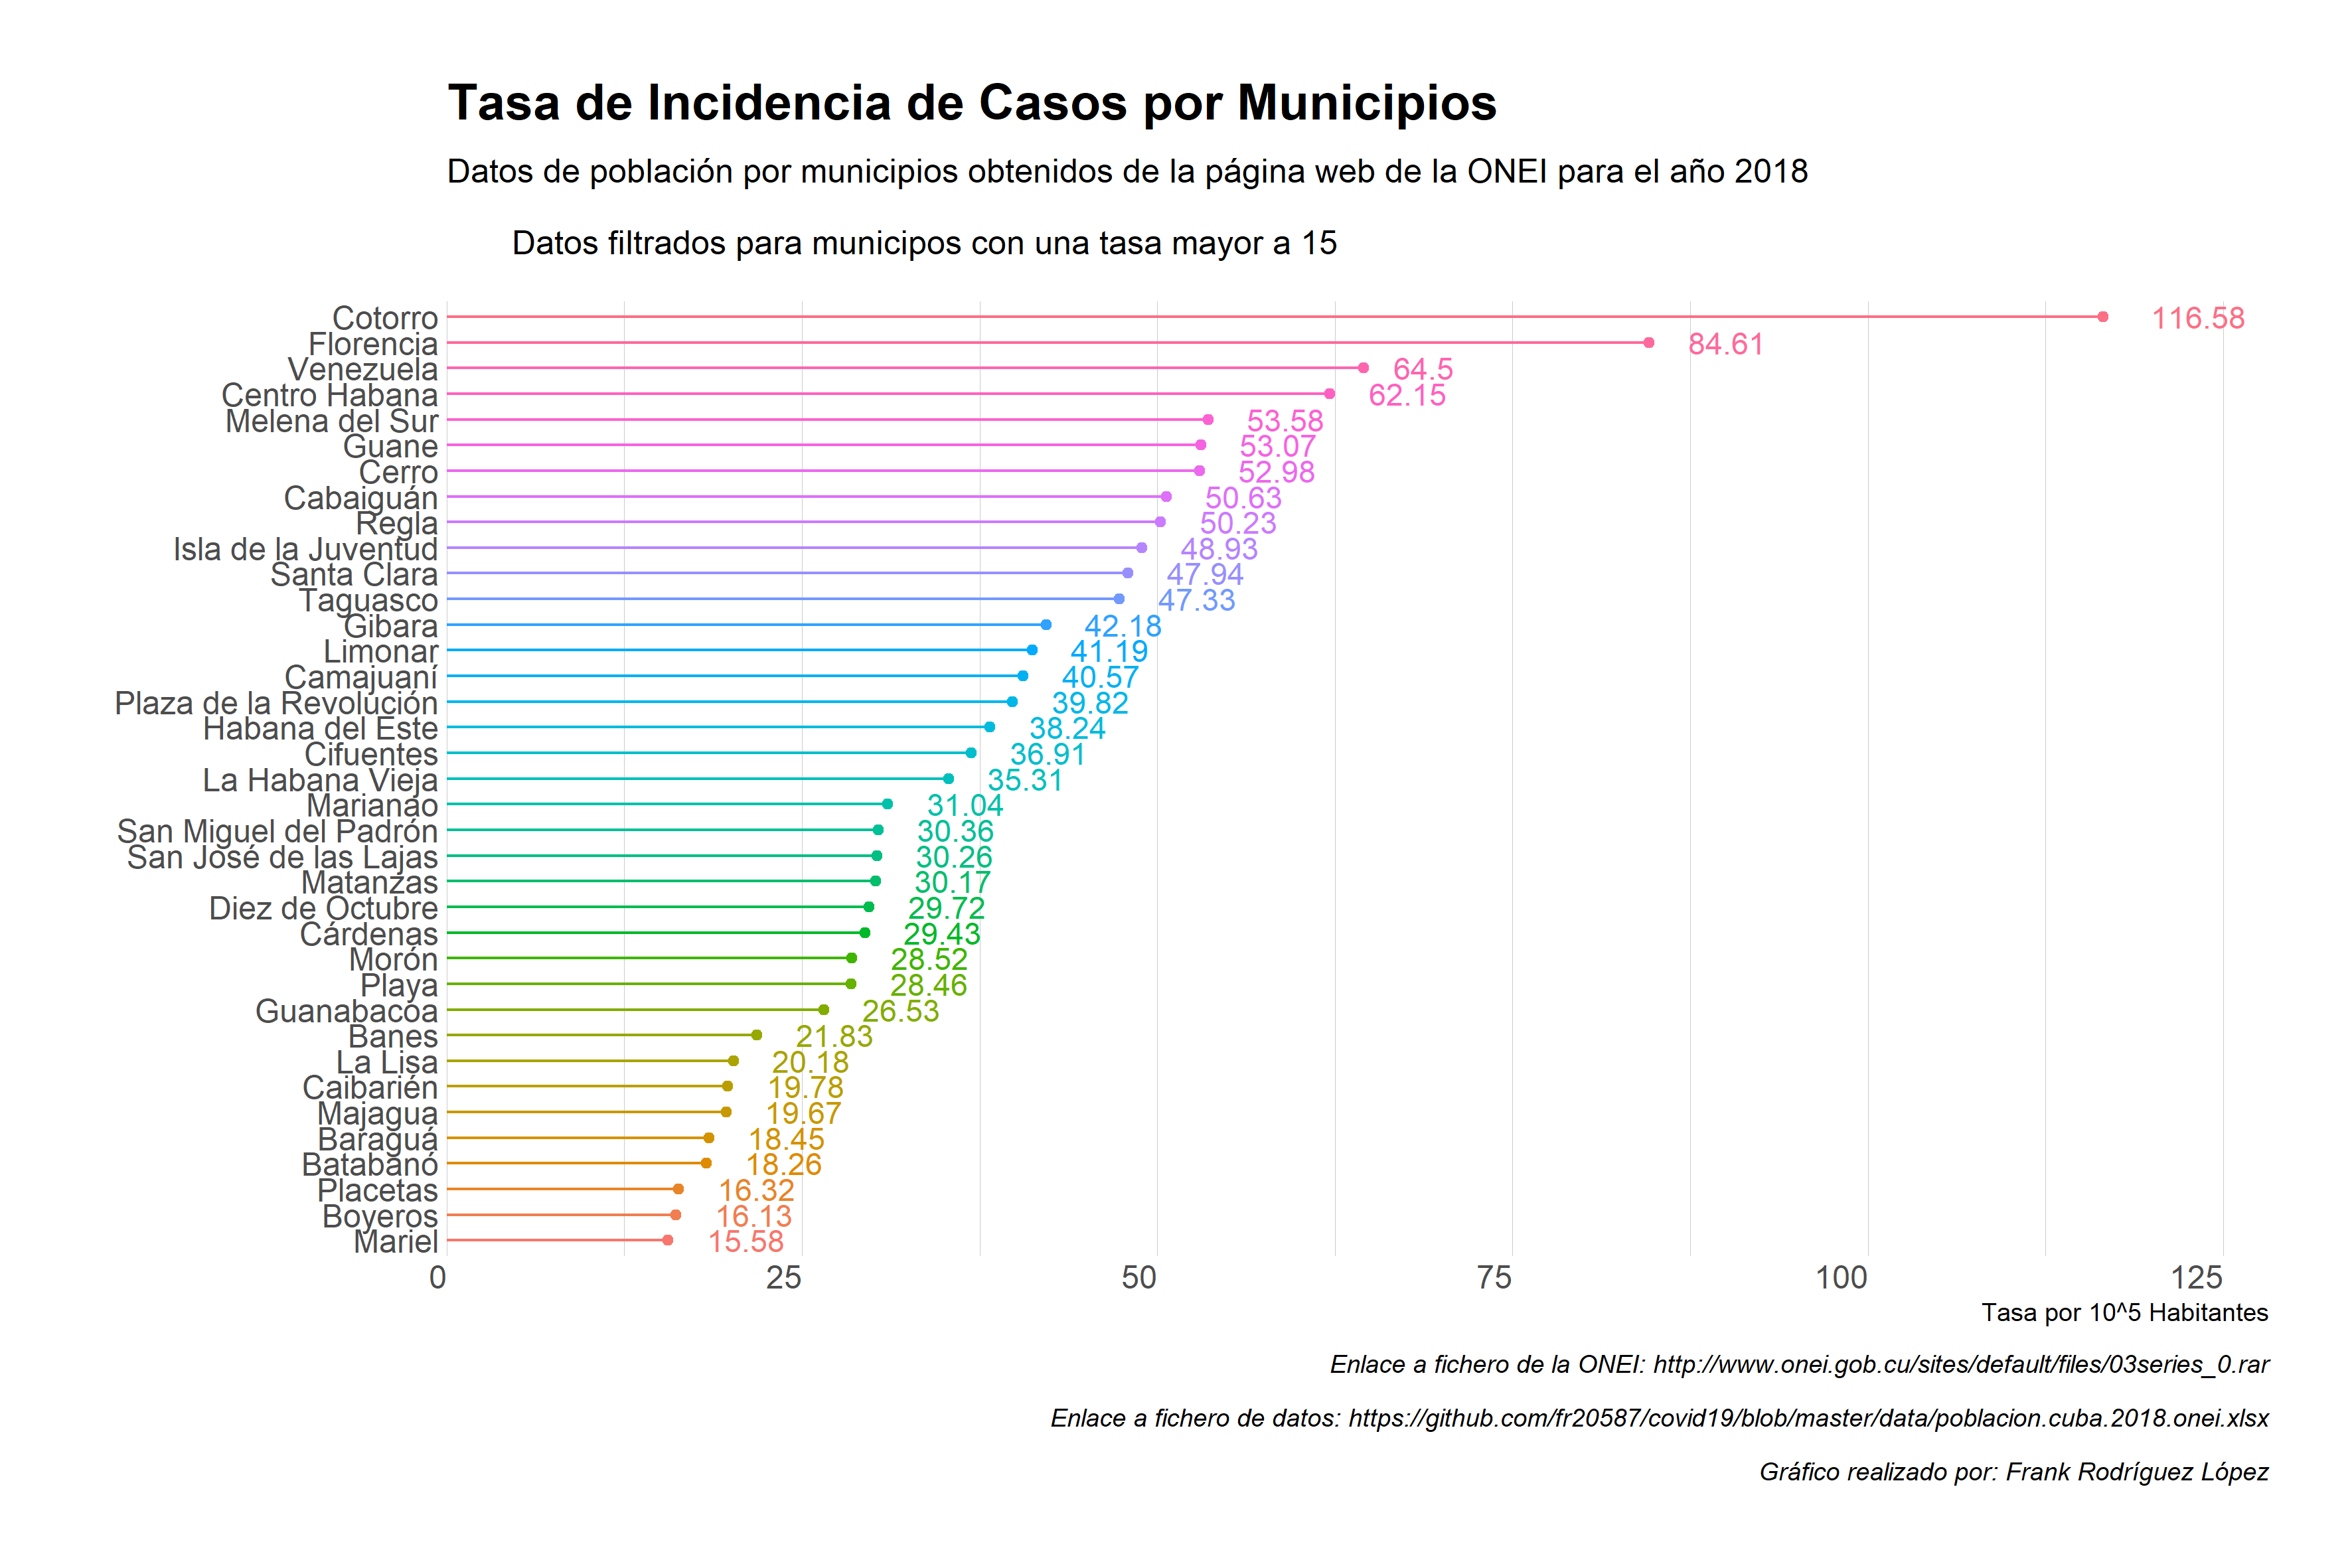 Tasa de Incidencia de Casos por Municipios
Datos de población por municipios obtenidos de la página web de la ONEI para el año 2018
Datos filtrados para municipos con una tasa mayor a 15
Cotorro 116.58
Florencia 84.61
Venezuela 64.5
Centro Habana 62.15
Melena del Sur 53.58
Guane 53.07
Cerro 52.98
Cabaiguán 50.63
Regla 50.23
Isla de la Juventud 48.93
Santa Clara 47.94
Taguasco 47.33
Gibara 42.18
Limonar 41.19
Camajuaní 40.57
Plaza de la Revolución 39.82
Habana del Este 38.24
Cifuentes 36.91
La Habana Vieja 35.31
Marianao 31.04
San Miguel del Padrón 30.36
San José de las Lajas 30.26
Matanzas 30.17
Diez de Octubre 29.72
Cárdenas 29.43
Morón 28.52
Playa 28.46
Guanabacoa 26.53
Banes 21.83
La Lisa 20.18
Caibarién 19.78
Majagua 19.67
Baraguá 18.45
Batabanó 18.26
Placetas 16.32
Boyeros 16.13
Mariel 15.58
0 25 50 75 100 125
Tasa por 10^5 Habitantes
Enlace a fichero de la ONEI: http://www.onei.gob.cu/sites/default/files/03series_0.rar
Enlace a fichero de datos: https://github.com/fr20587/covid19/blob/master/data/poblacion.cuba.2018.onei.xlsx
Gráfico realizado por: Frank Rodríguez López